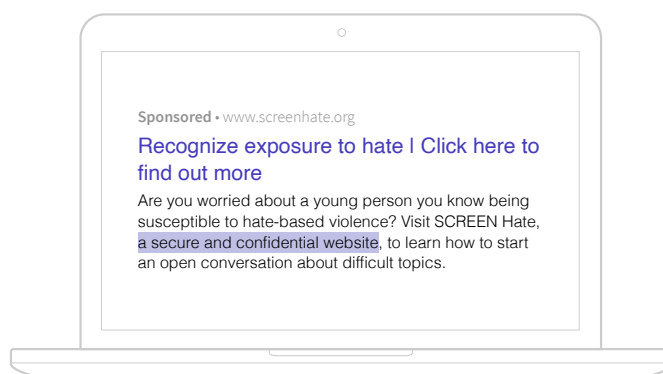 Sponsored • www.screenhate.org
Recognize exposure to hate | Click here to
find out more
Are you worried about a young person you know being
susceptible to hate-based violence? Visit SCREEN Hate,
a secure and confidential website, to learn how to start
an open conversation about difficult topics.